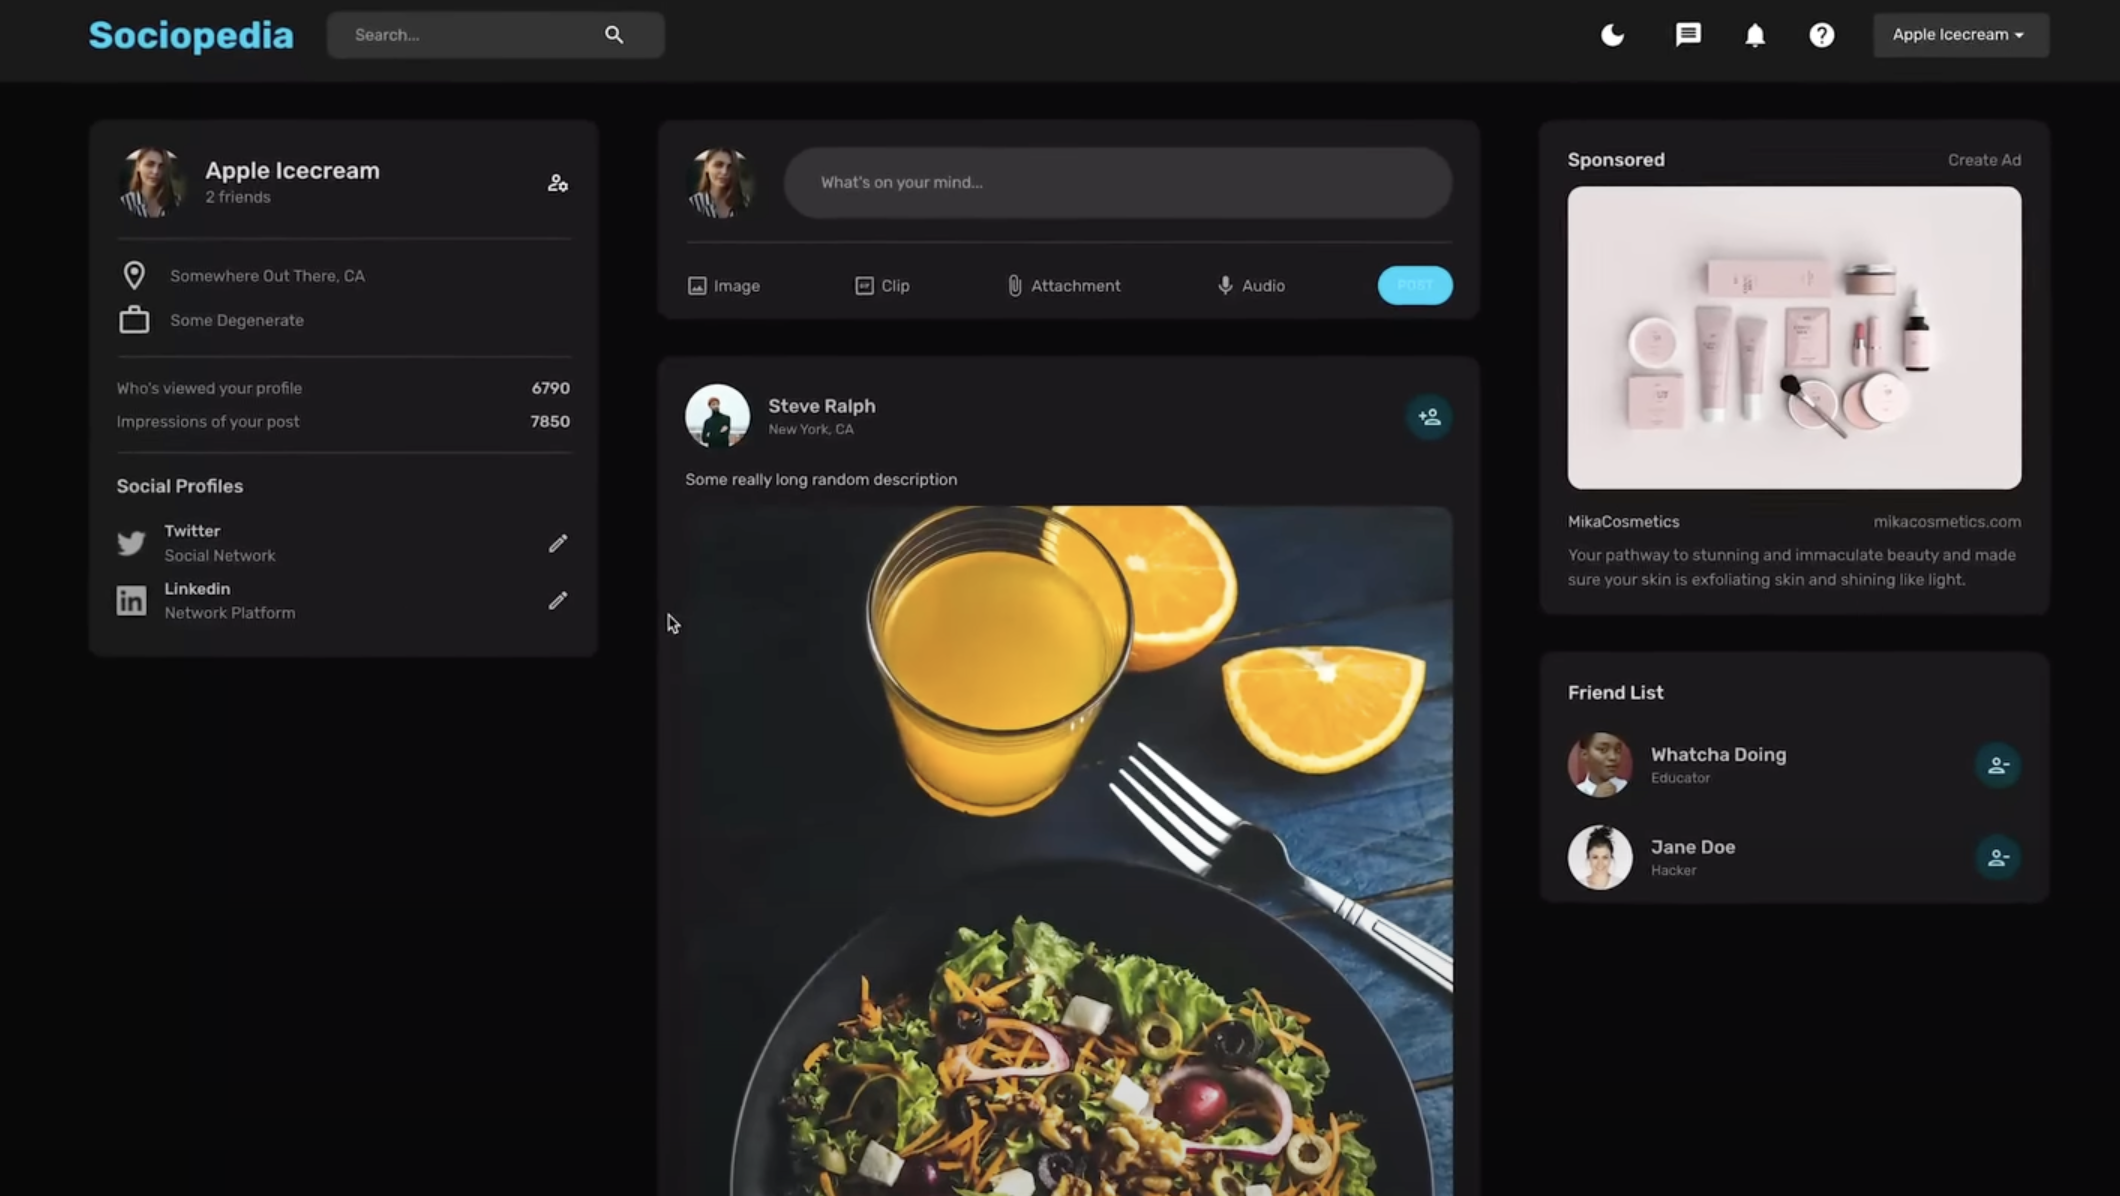 Sociopedia
Search...
Apple Icecream
Apple Icecream
2 friends
Somewhere Out There, CA
Some Degenerate
Who's viewed your profile 6790
Impressions of your post 7850
Social Profiles
Twitter
Social Network
Linkedin
Network Platform
What's on your mind...
Image Clip Attachment Audio POST
Steve Ralph
New York, CA
Some really long random description
Sponsored Create Ad
MikaCosmetics mikacosmetics.com
Your pathway to stunning and immaculate beauty and made
sure your skin is exfoliating skin and shining like light.
Friend List
Whatcha Doing
Educator
Jane Doe
Hacker